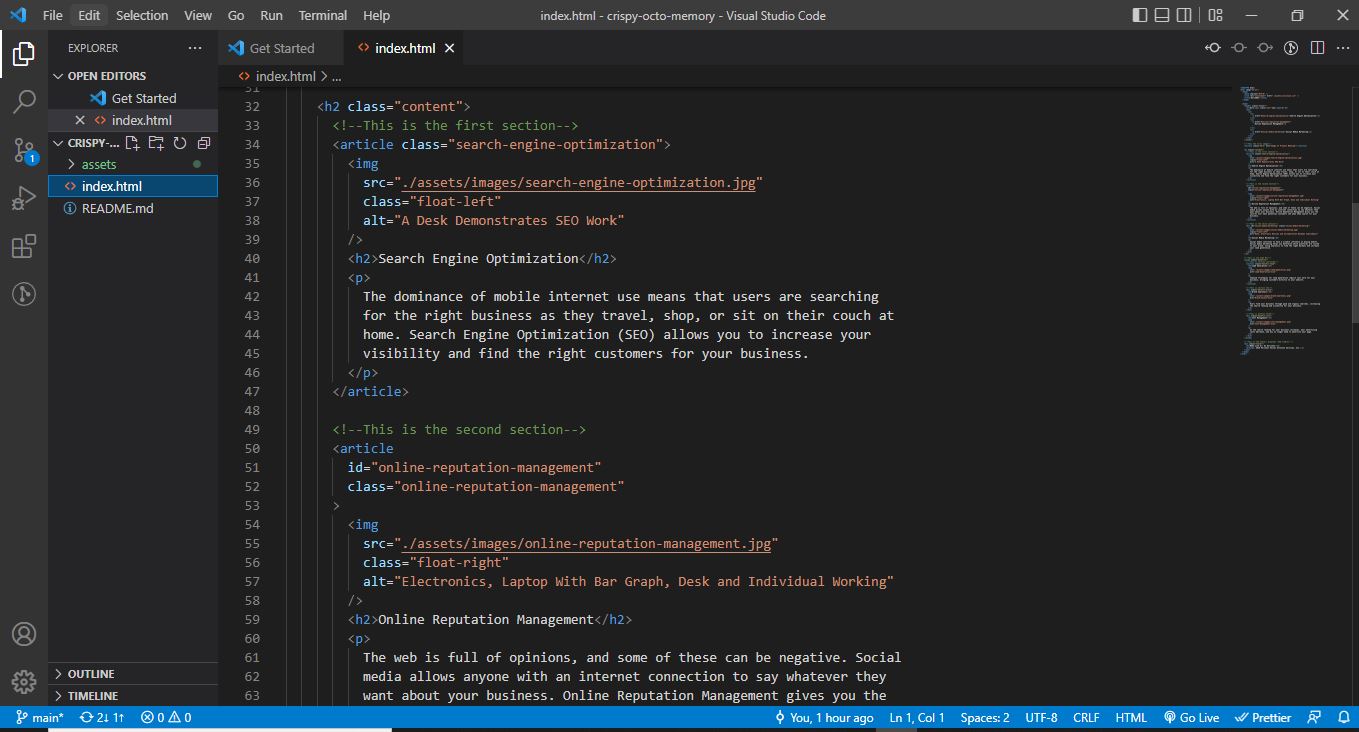 File Edit Selection View Go Run Terminal Help
index.html - crispy-octo-memory - Visual Studio Code
EXPLORER
OPEN EDITORS
Get Started
index.html
CRISPY-...
assets
index.html
README.md
OUTLINE
TIMELINE
1
Get Started
index.html
index.html > ...
31
32 <h2 class="content">
33 <!--This is the first section-->
34 <article class="search-engine-optimization">
35 <img
36 src="./assets/images/search-engine-optimization.jpg"
37 class="float-left"
38 alt="A Desk Demonstrates SEO Work"
39 />
40 <h2>Search Engine Optimization</h2>
41 <p>
42 The dominance of mobile internet use means that users are searching
43 for the right business as they travel, shop, or sit on their couch at
44 home. Search Engine Optimization (SEO) allows you to increase your
45 visibility and find the right customers for your business.
46 </p>
47 </article>
48
49 <!--This is the second section-->
50 <article
51 id="online-reputation-management"
52 class="online-reputation-management"
53 >
54 <img
55 src="./assets/images/online-reputation-management.jpg"
56 class="float-right"
57 alt="Electronics, Laptop With Bar Graph, Desk and Individual Working"
58 />
59 <h2>Online Reputation Management</h2>
60 <p>
61 The web is full of opinions, and some of these can be negative. Social
62 media allows anyone with an internet connection to say whatever they
63 want about your business. Online Reputation Management gives you the
main* 2↓ 1↑ 0 0 You, 1 hour ago Ln 1, Col 1 Spaces: 2 UTF-8 CRLF HTML Go Live Prettier